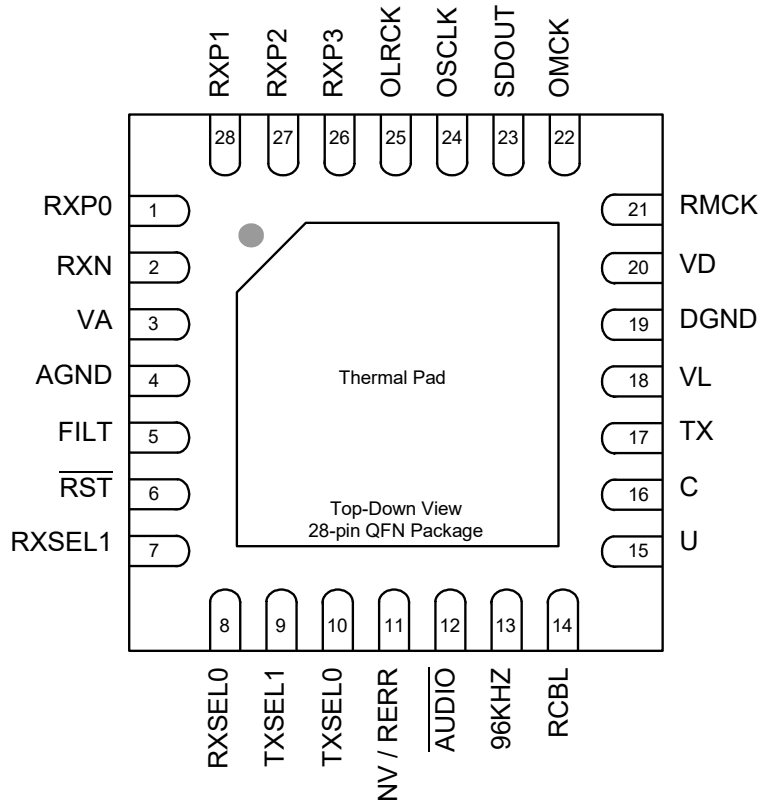 RXP1
RXP2
RXP3
OLRCK
OSCLK
SDOUT
OMCK
28
27
26
25
24
23
22
RXP0 1
RXN 2
VA 3
AGND 4
FILT 5
RST 6
RXSEL1 7
21 RMCK
20 VD
19 DGND
18 VL
17 TX
16 C
15 U
Thermal Pad
Top-Down View
28-pin QFN Package
8
9
10
11
12
13
14
RXSEL0
TXSEL1
TXSEL0
NV / RERR
AUDIO
96KHZ
RCBL